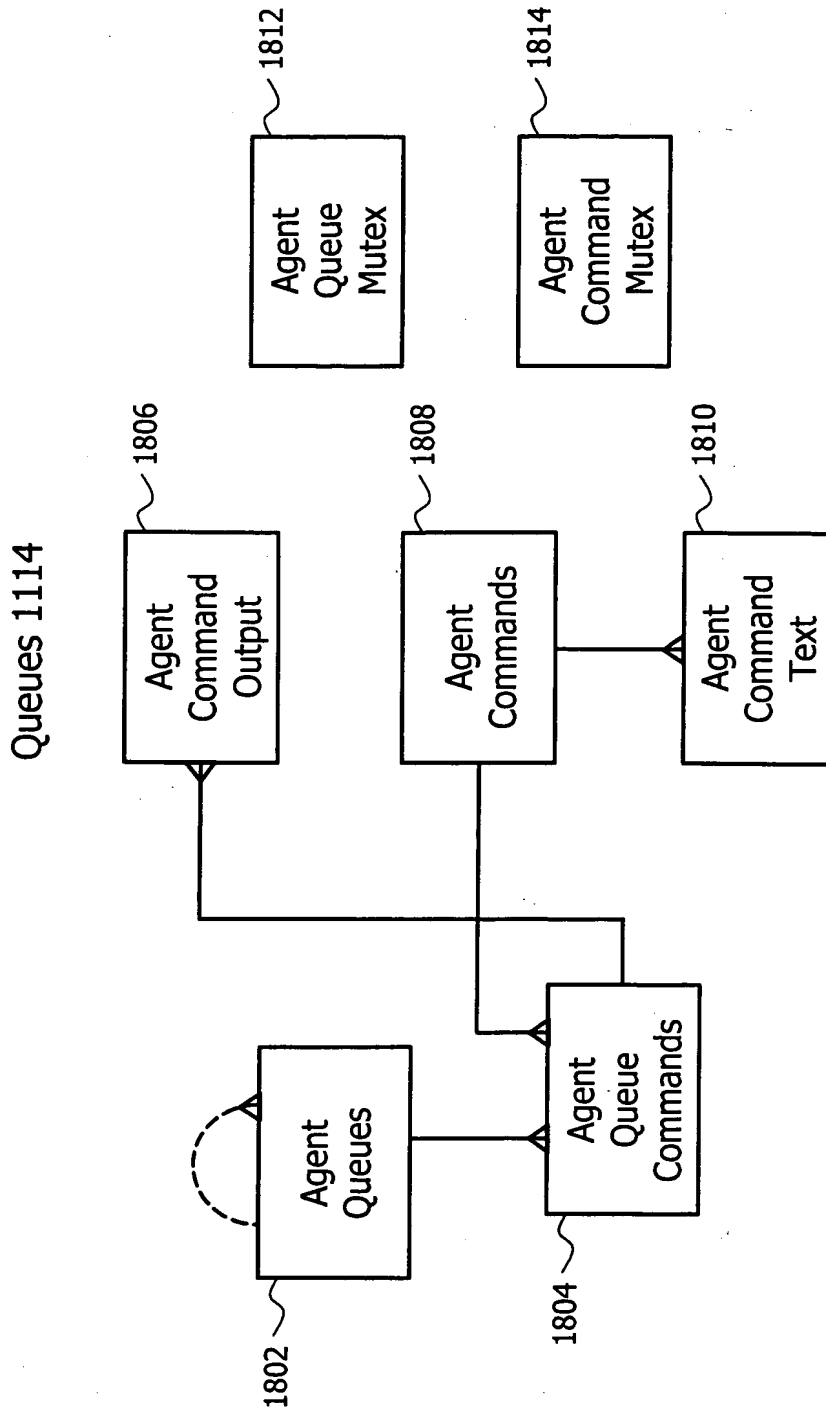 Queues 1114
Agent
Queues
1802
Agent
Queue
Commands
1804
Agent
Command
Output
1806
Agent
Commands
1808
Agent
Command
Text
1810
Agent
Queue
Mutex
1812
Agent
Command
Mutex
1814